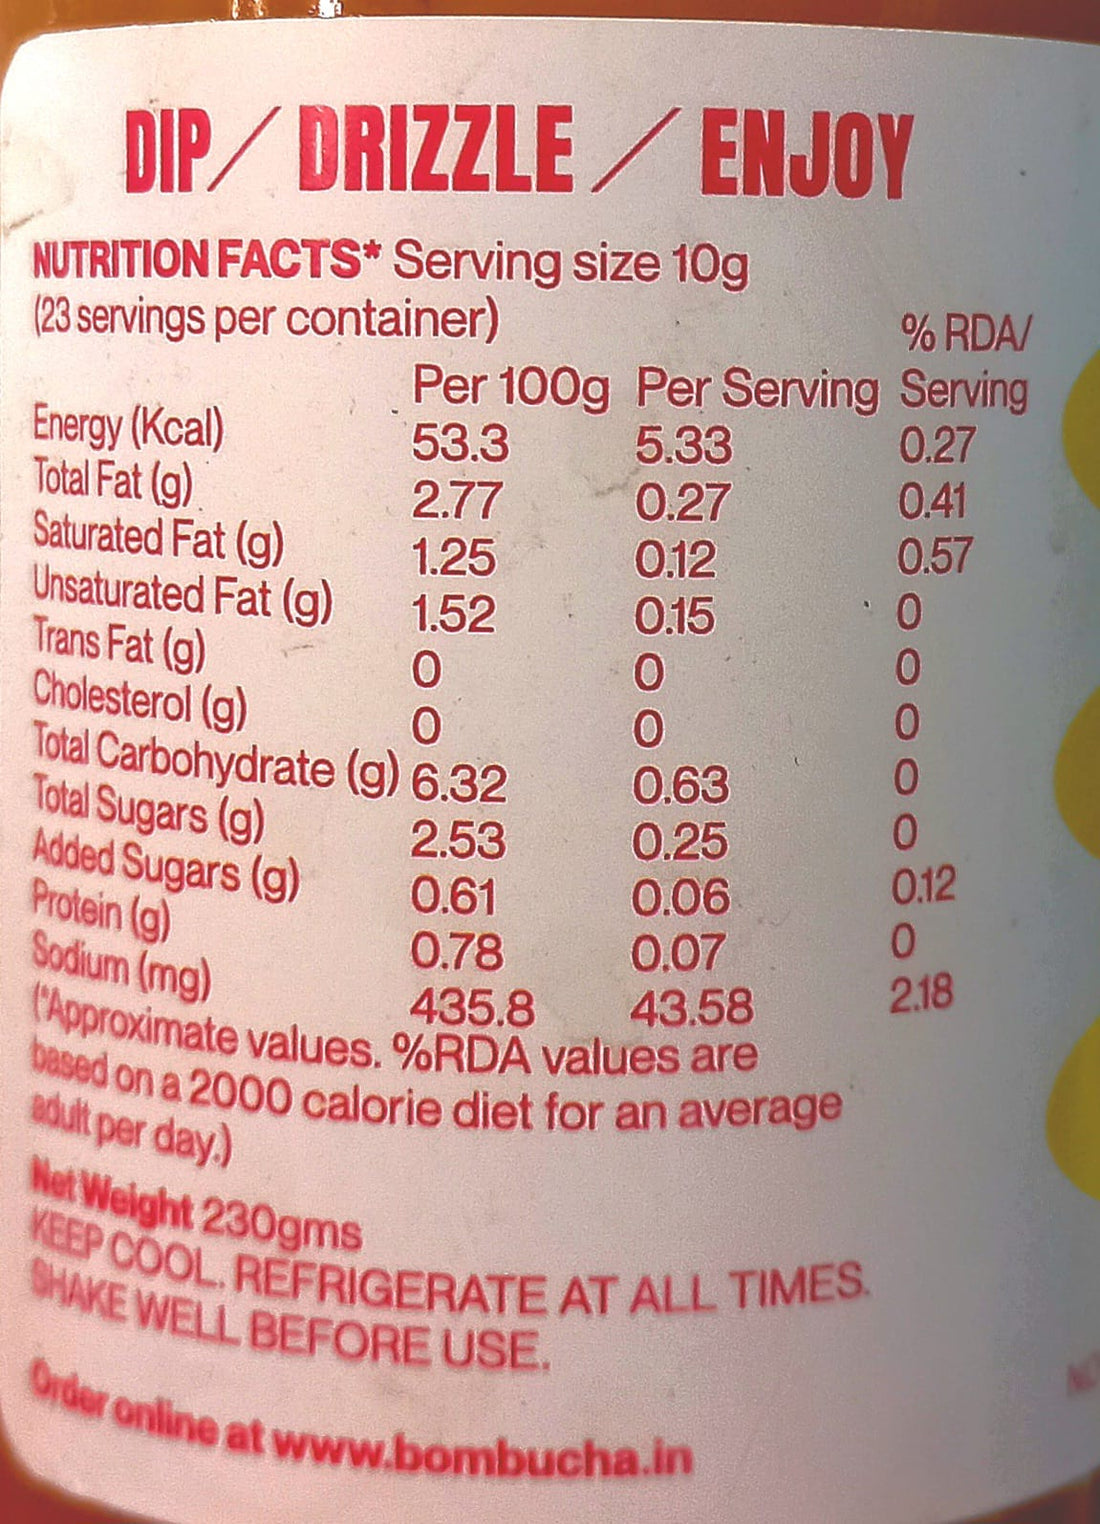 DIP / DRIZZLE / ENJOY
NUTRITION FACTS* Serving size 10g
(23 servings per container)
% RDA/
Per 100g Per Serving Serving
Energy (Kcal) 53.3 5.33 0.27
Total Fat (g) 2.77 0.27 0.41
Saturated Fat (g) 1.25 0.12 0.57
Unsaturated Fat (g) 1.52 0.15 0
Trans Fat (g) 0 0 0
Cholesterol (g) 0 0 0
Total Carbohydrate (g) 6.32 0.63 0
Total Sugars (g) 2.53 0.25 0
Added Sugars (g) 0.61 0.06 0.12
Protein (g) 0.78 0.07 0
Sodium (mg) 435.8 43.58 2.18
(*Approximate values. %RDA values are
based on a 2000 calorie diet for an average
adult per day.)
Net Weight 230gms
KEEP COOL. REFRIGERATE AT ALL TIMES.
SHAKE WELL BEFORE USE.
Order online at www.bombucha.in